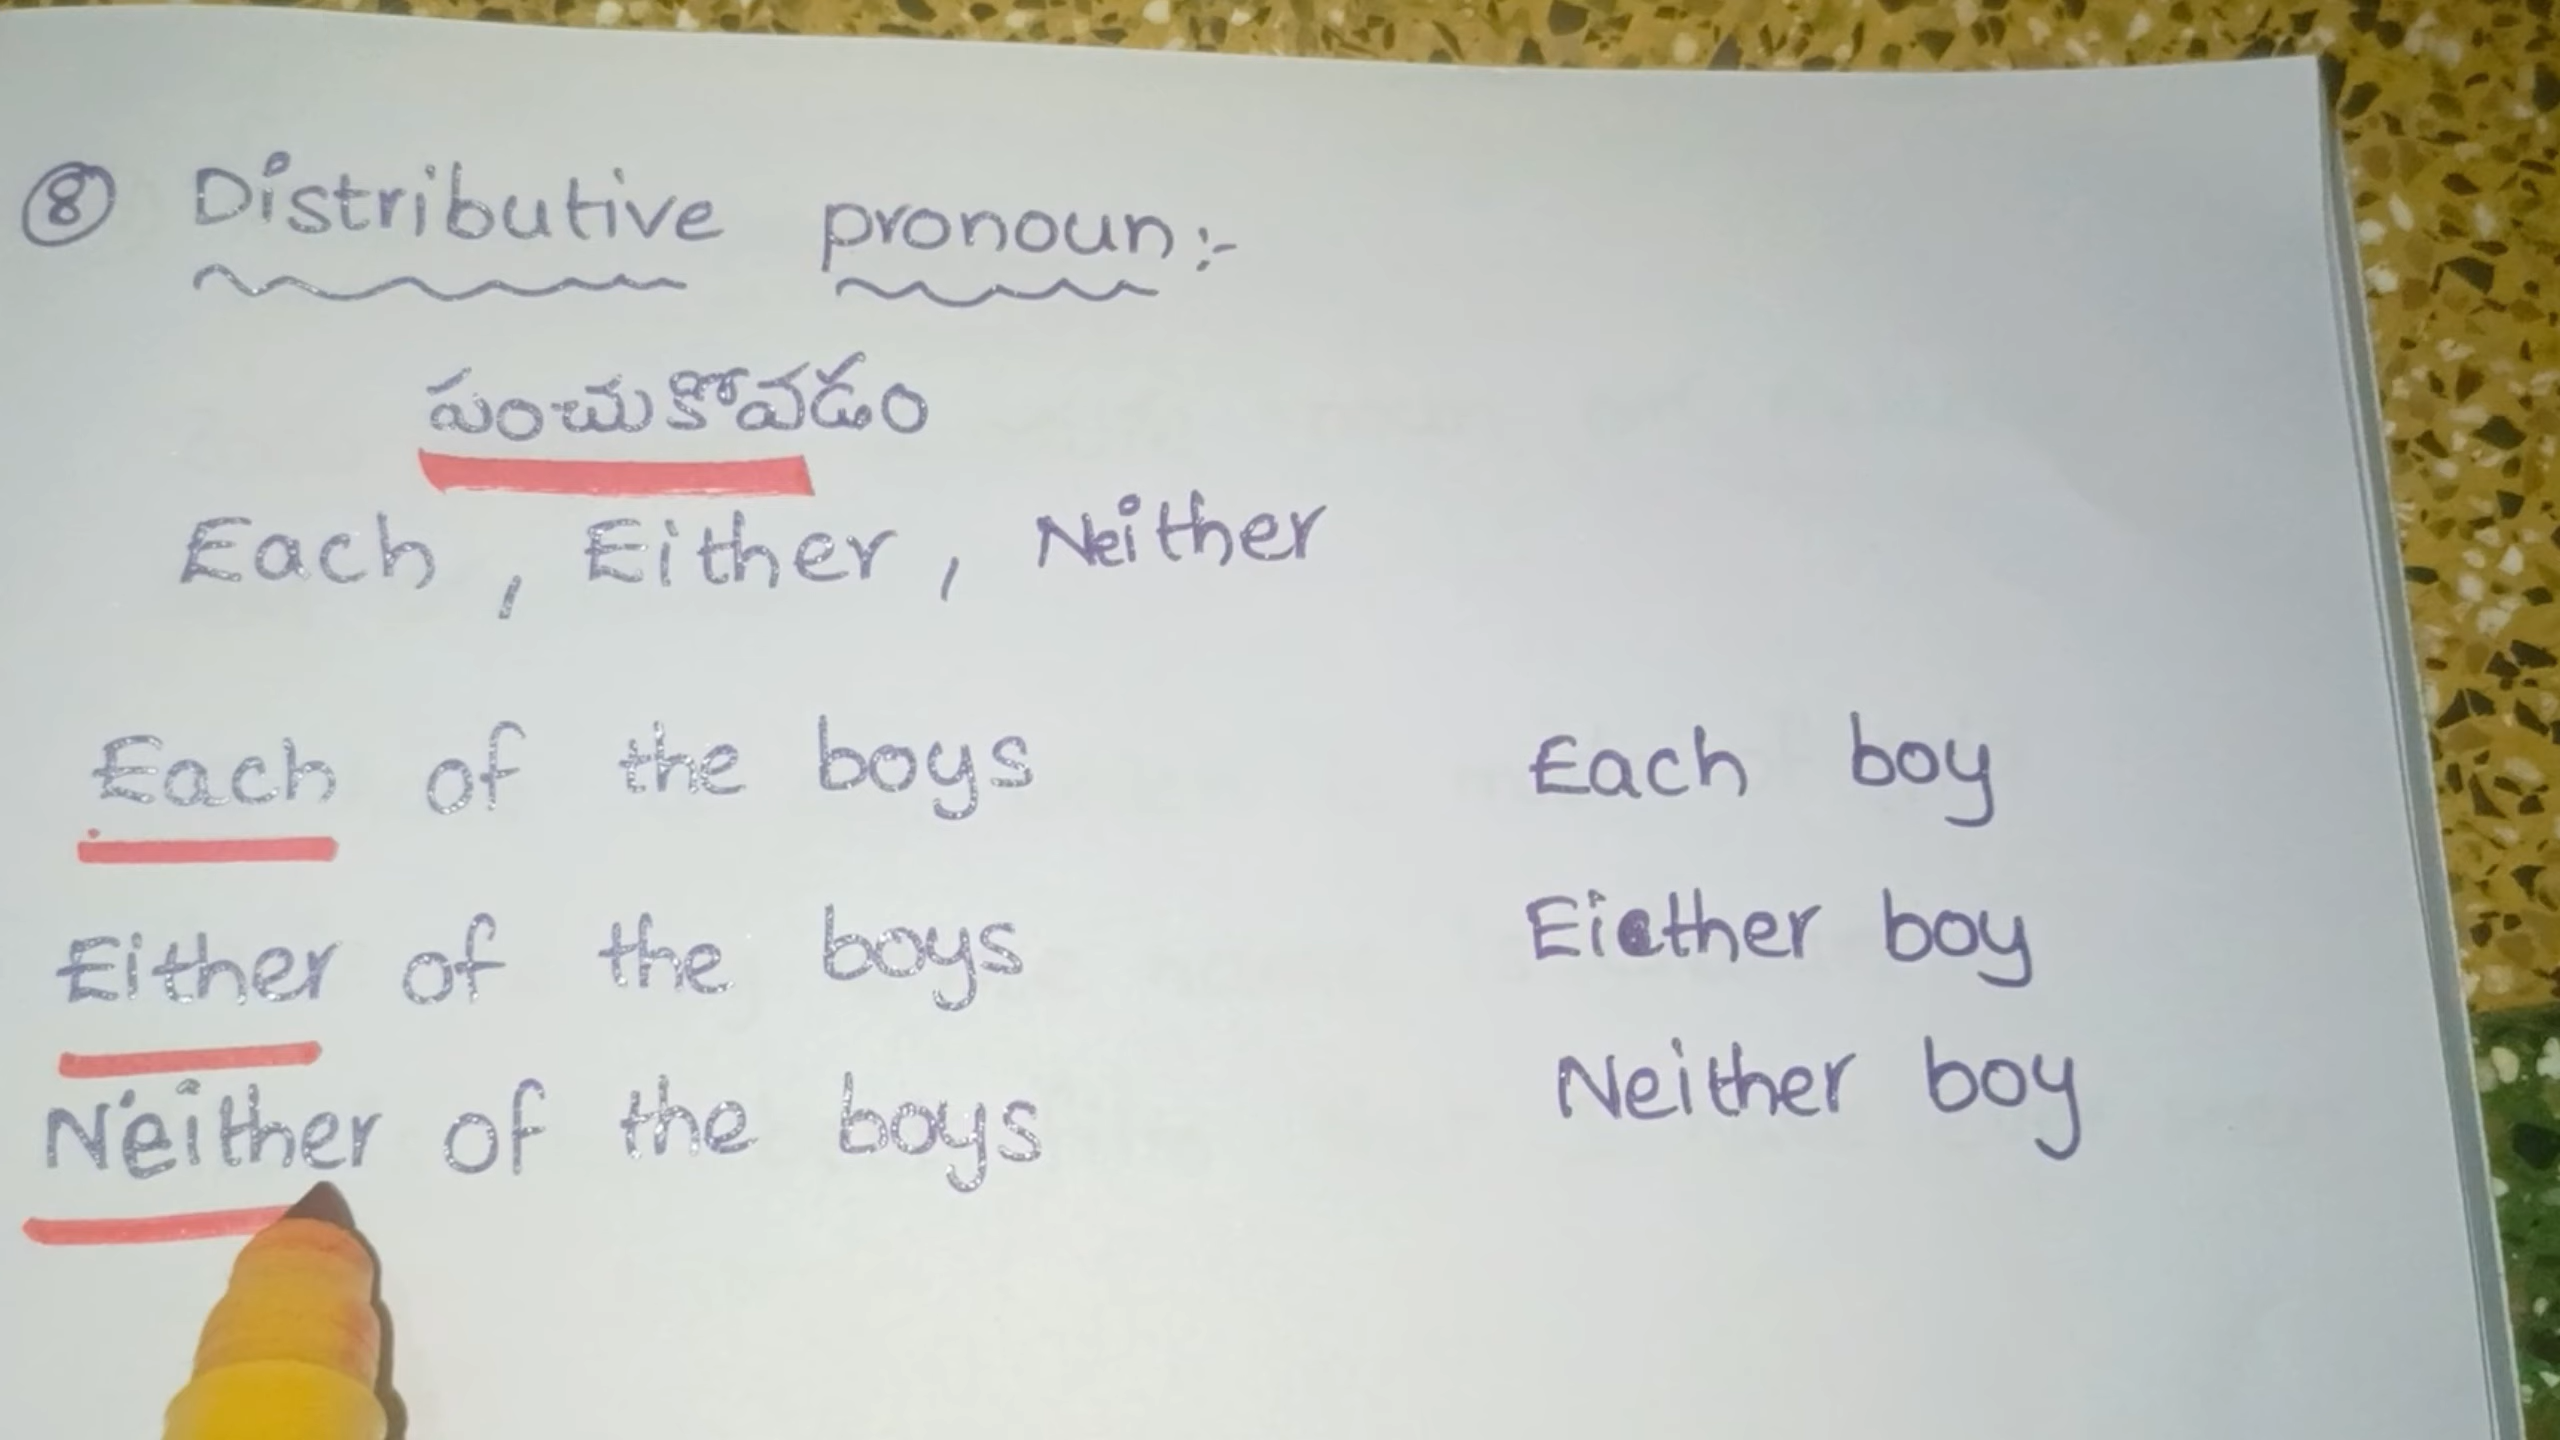 ⑧ Distributive pronoun:-
పంచుకోవడం
Each, Either, Neither
Each of the boys Each boy
Either of the boys Eiether boy
Neither of the boys Neither boy